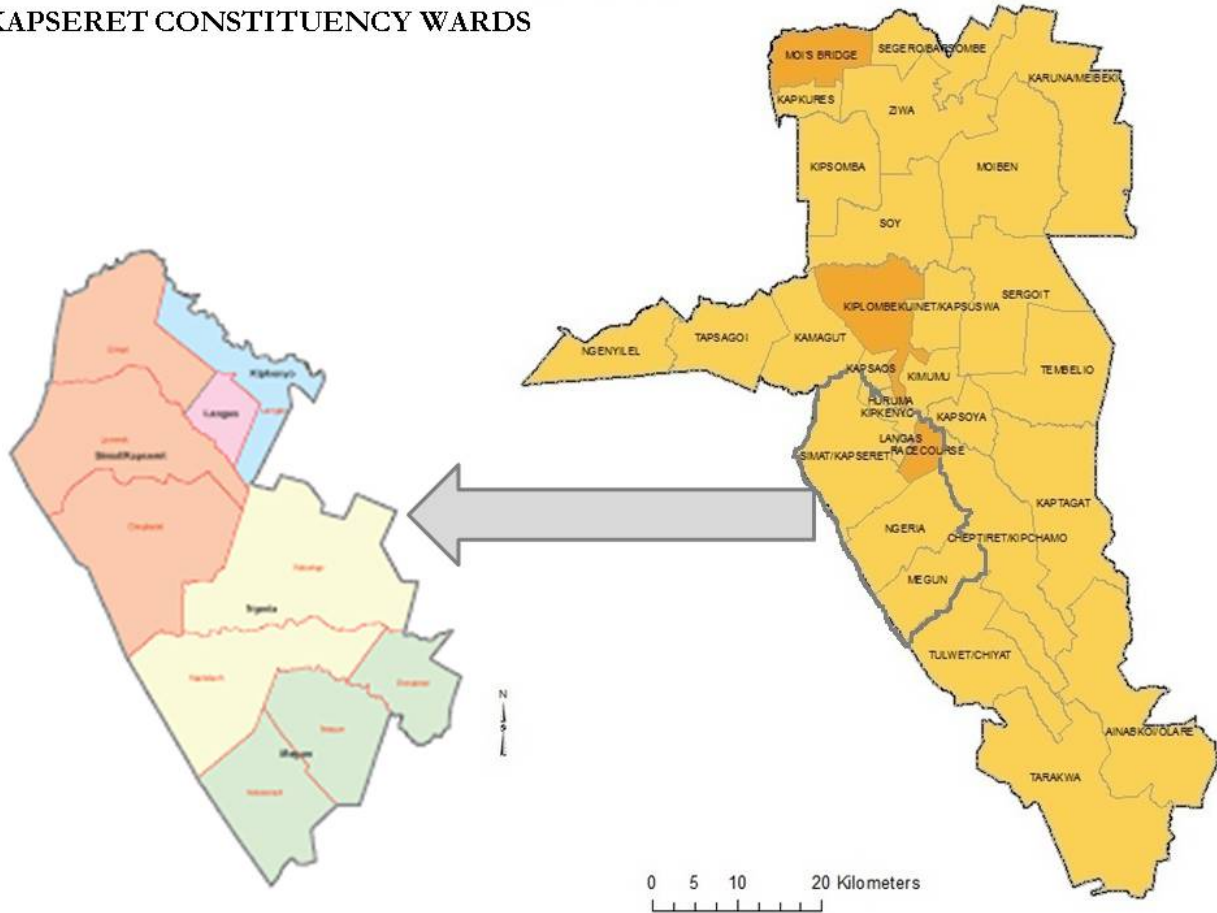 KAPSERET CONSTITUENCY WARDS
MOI'S BRIDGE
SEGERO/BARSOMBE
KARUNA/MEIBEKI
KAPKURES
ZIWA
KIPSOMBA
MOIBEN
SOY
SERGOIT
KIPLOMBE
KUINET/KAPSUSWA
NGENYILEL
TAPSAGOI
KAMAGUT
KAPSAOS
KIMUMU
TEMBELIO
HURUMA
KIPKENYO
KAPSOYA
LANGAS
RACECOURSE
SIMAT/KAPSERET
KAPTAGAT
NGERIA
CHEPTIRET/KIPCHAMO
MEGUN
TULWET/CHIYAT
AINABKOI/OLARE
TARAKWA
Kipkenyo
Langas
Simat/Kapseret
Ngeria
Megun
N
0 5 10 20 Kilometers